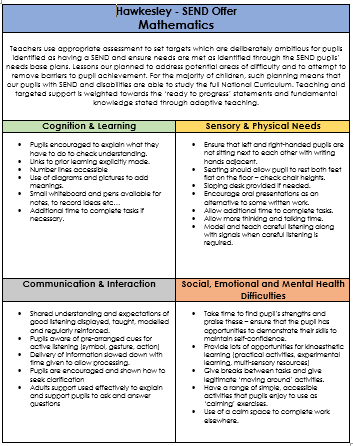 Hawkesley - SEND Offer
Mathematics
Teachers use appropriate assessment to set targets which are deliberately ambitious for pupils
identified as having a SEND and ensure needs are met as identified through the SEND pupils'
needs base plans. Lessons our planned to address potential areas of difficulty and to attempt to
remove barriers to pupil achievement. For the majority of children, such planning means that
our pupils with SEND and disabilities are able to study the full National Curriculum. Teaching and
targeted support is weighted towards the 'ready to progress' statements and fundamental
knowledge stated through adaptive teaching.
Cognition & Learning
• Pupils encouraged to explain what they
have to do to check understanding.
• Links to prior learning explicitly made.
• Number lines accessible
• Use of diagrams and pictures to add
meanings.
• Small whiteboard and pens available for
notes, to record ideas etc...
• Additional time to complete tasks if
necessary.
Sensory & Physical Needs
• Ensure that left and right-handed pupils are
not sitting next to each other with writing
hands adjacent.
• Seating should allow pupil to rest both feet
flat on the floor – check chair heights.
• Sloping desk provided if needed.
• Encourage oral presentations as an
alternative to some written work.
• Allow additional time to complete tasks.
• Allow more thinking and talking time.
• Model and teach careful listening along
with signals when careful listening is
required.
Communication & Interaction
• Shared understanding and expectations of
good listening displayed, taught, modelled
and regularly reinforced.
• Pupils aware of pre-arranged cues for
active listening (symbol, gesture, action)
• Delivery of information slowed down with
time given to allow processing.
• Pupils are encouraged and shown how to
seek clarification
• Adults support used effectively to explain
and support pupils to ask and answer
questions
Social, Emotional and Mental Health
Difficulties
• Take time to find pupil's strengths and
praise these – ensure that the pupil has
opportunities to demonstrate their skills to
maintain self-confidence.
• Provide lots of opportunities for kinaesthetic
learning (practical activities, experimental
learning, multi-sensory resources)
• Give breaks between tasks and give
legitimate 'moving around' activities.
• Have a range of simple, accessible
activities that pupils enjoy to use as
'calming' exercises.
• Use of a calm space to complete work
elsewhere.